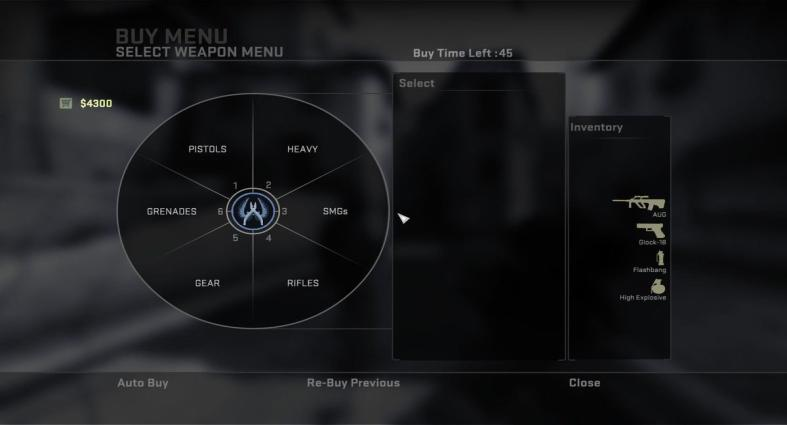 BUY MENU
SELECT WEAPON MENU
Buy Time Left :45
$4300
Select
PISTOLS
HEAVY
GRENADES
SMGs
GEAR
RIFLES
1
2
6
3
5
4
Inventory
AUG
Glock-18
Flashbang
High Explosive
Auto Buy
Re-Buy Previous
Close